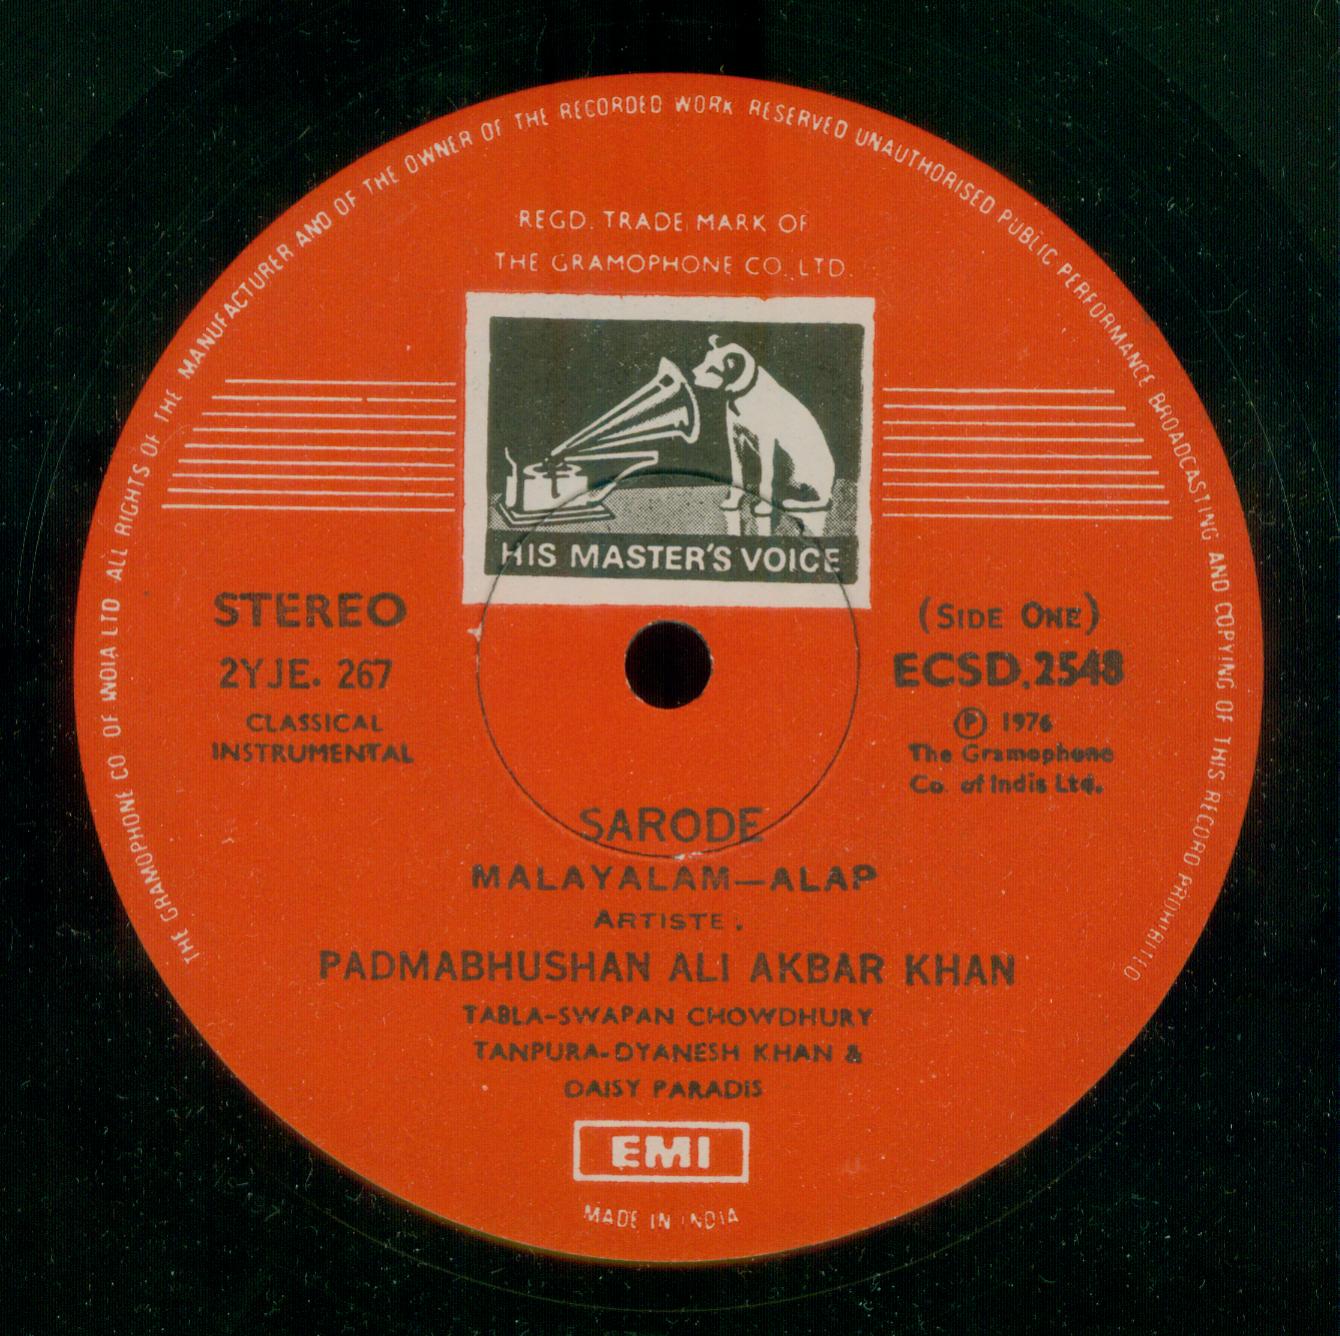 THE GRAMOPHONE CO OF INDIA LTD ALL RIGHTS OF THE MANUFACTURER AND OF THE OWNER OF THE RECORDED WORK RESERVED UNAUTHORISED PUBLIC PERFORMANCE BROADCASTING AND COPYING OF THIS RECORD PROHIBITED
REGD. TRADE MARK OF
THE GRAMOPHONE CO. LTD.
HIS MASTER'S VOICE
STEREO
2YJE. 267
CLASSICAL
INSTRUMENTAL
(SIDE ONE)
ECSD.2548
Ⓟ 1976
The Gramophone
Co. of India Ltd.
SARODE
MALAYALAM—ALAP
ARTISTE.
PADMABHUSHAN ALI AKBAR KHAN
TABLA-SWAPAN CHOWDHURY
TANPURA-DYANESH KHAN &
DAISY PARADIS
EMI
MADE IN INDIA